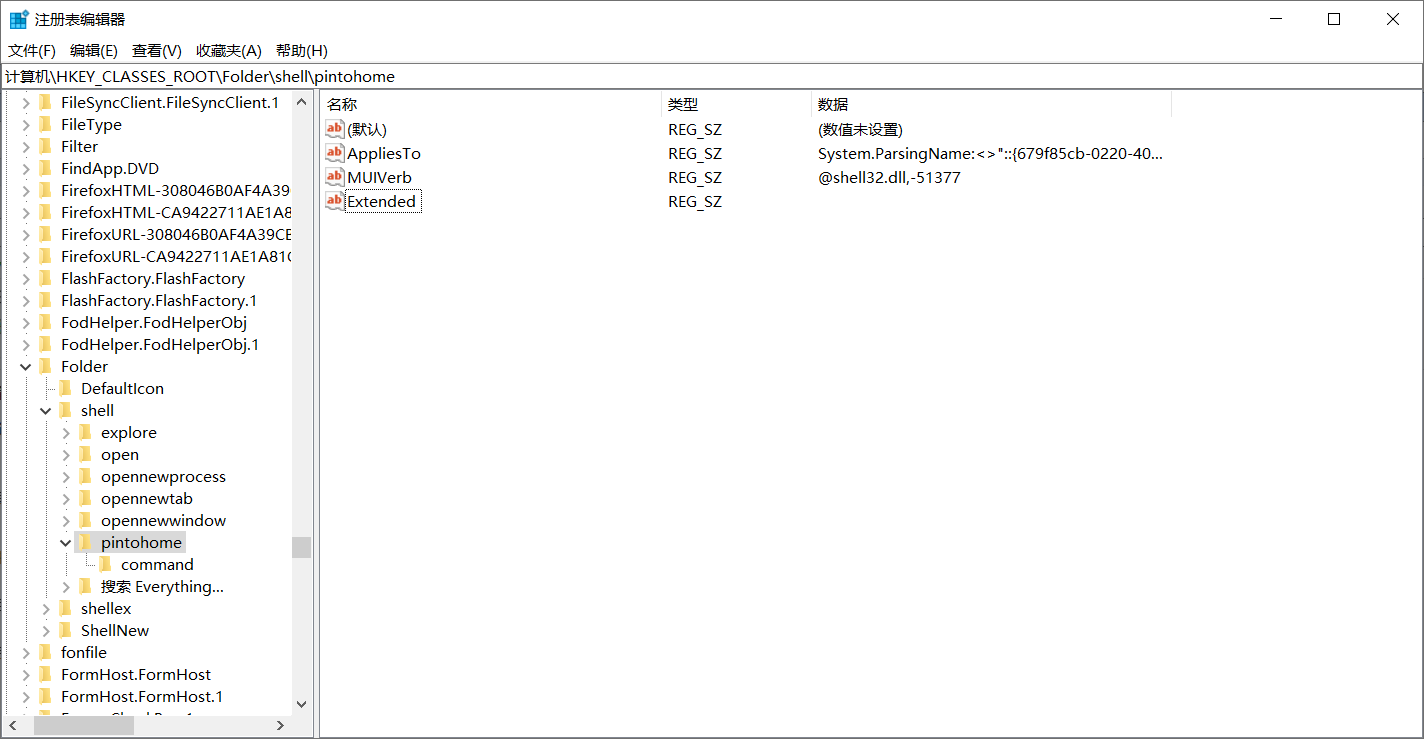 注册表编辑器
文件(F) 编辑(E) 查看(V) 收藏夹(A) 帮助(H)
计算机\HKEY_CLASSES_ROOT\Folder\shell\pintohome
FileSyncClient.FileSyncClient.1
FileType
Filter
FindApp.DVD
FirefoxHTML-308046B0AF4A39
FirefoxHTML-CA9422711AE1A8
FirefoxURL-308046B0AF4A39CB
FirefoxURL-CA9422711AE1A81C
FlashFactory.FlashFactory
FlashFactory.FlashFactory.1
FodHelper.FodHelperObj
FodHelper.FodHelperObj.1
Folder
DefaultIcon
shell
explore
open
opennewprocess
opennewtab
opennewwindow
pintohome
command
搜索 Everything...
shellex
ShellNew
fonfile
FormHost.FormHost
FormHost.FormHost.1
名称 类型 数据
ab (默认) REG_SZ (数值未设置)
ab AppliesTo REG_SZ System.ParsingName:<>"::{679f85cb-0220-40...
ab MUIVerb REG_SZ @shell32.dll,-51377
ab Extended REG_SZ